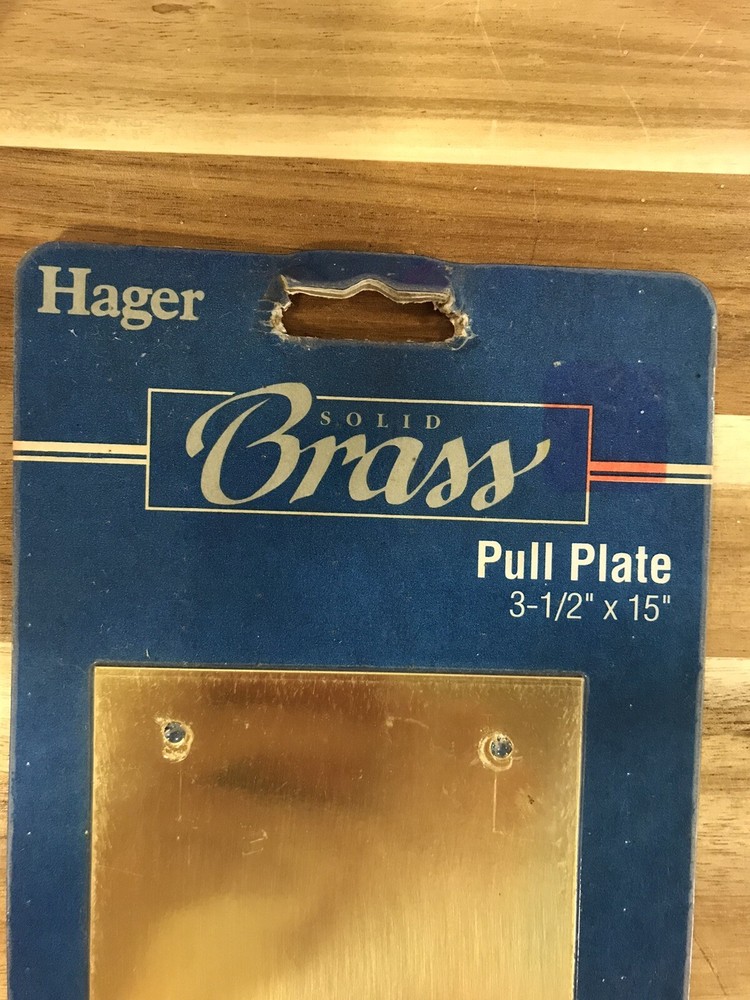 Hager
SOLID
Brass
Pull Plate
3-1/2" x 15"